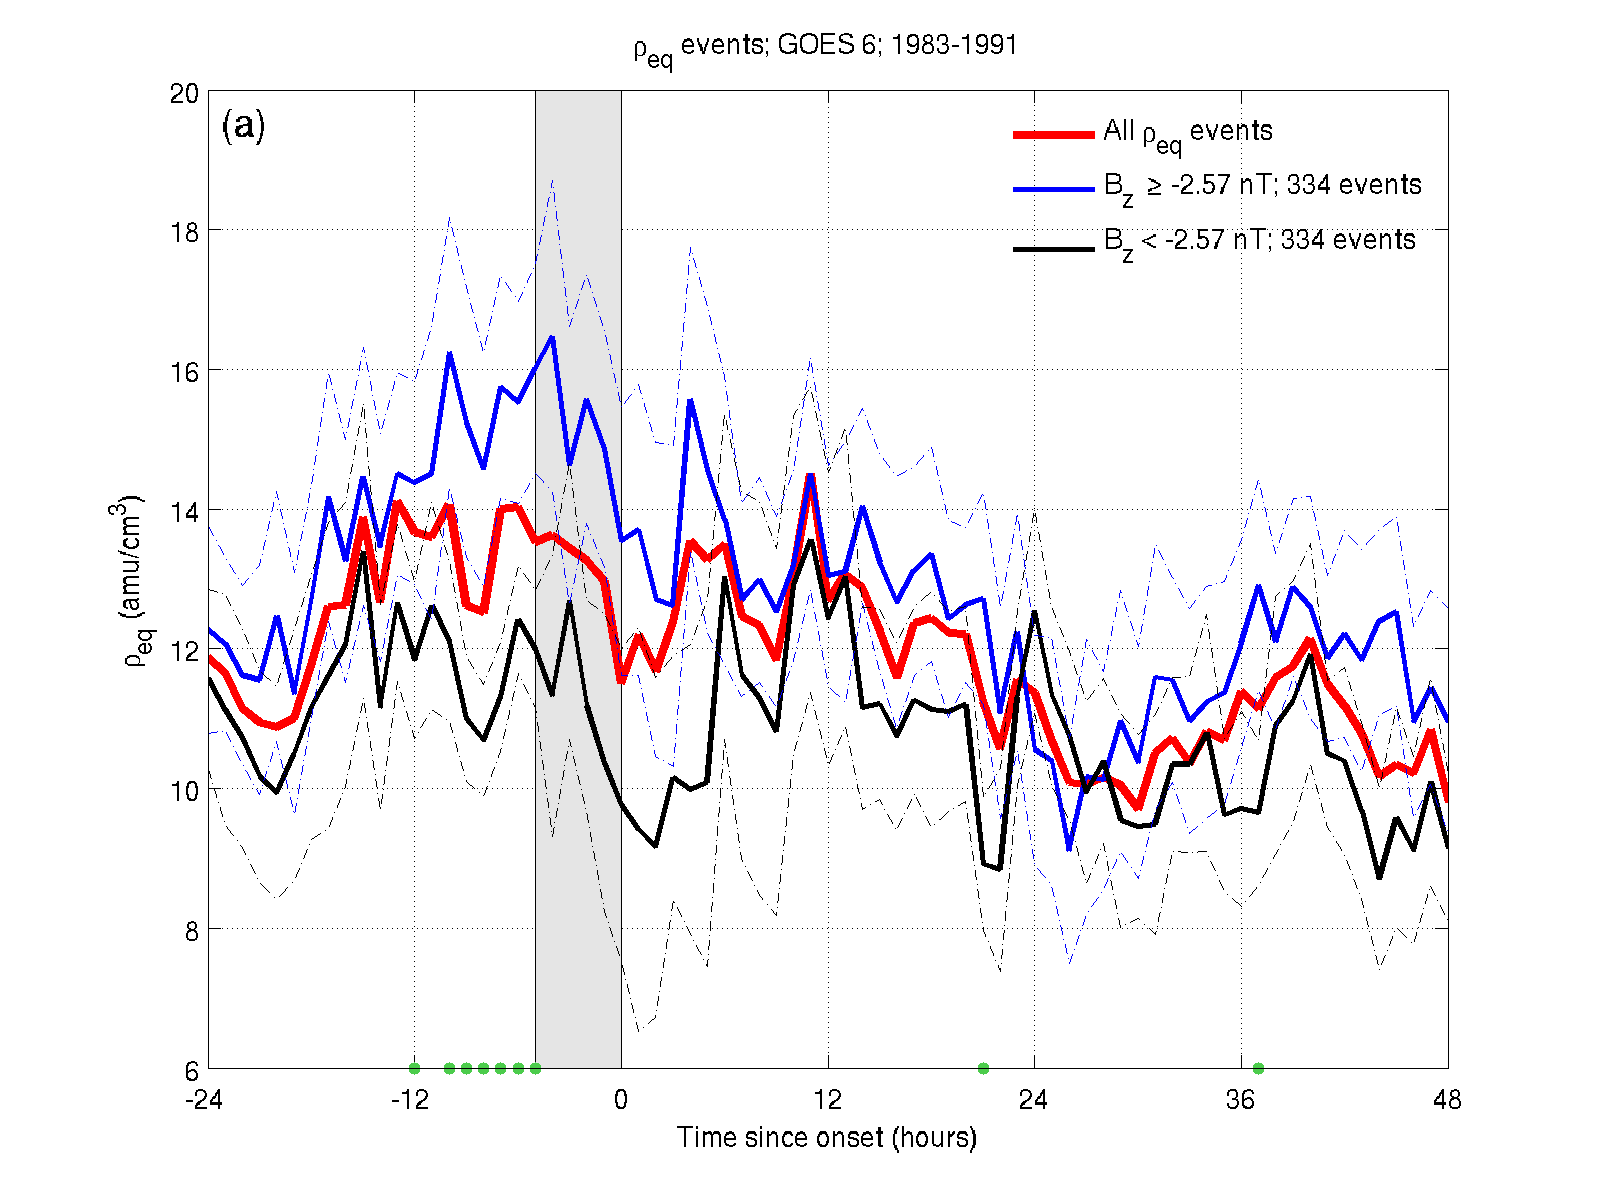 ρeq events; GOES 6; 1983-1991
(a)
All ρeq events
Bz ≥ -2.57 nT; 334 events
Bz < -2.57 nT; 334 events
ρeq (amu/cm3)
20
18
16
14
12
10
8
6
-24 -12 0 12 24 36 48
Time since onset (hours)